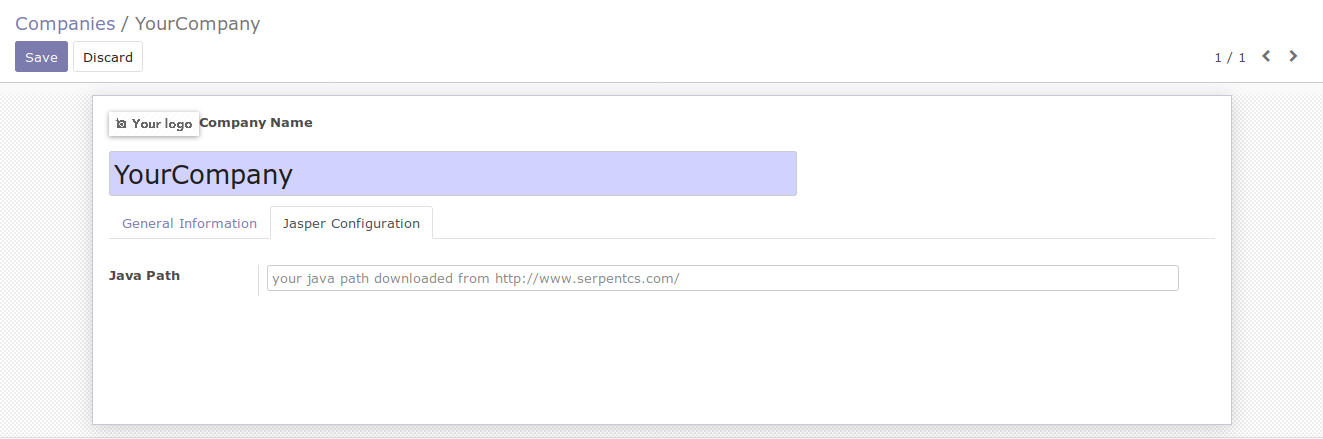 Companies / YourCompany
Save Discard 1 / 1
Your logo Company Name
YourCompany
General Information Jasper Configuration
Java Path your java path downloaded from http://www.serpentcs.com/